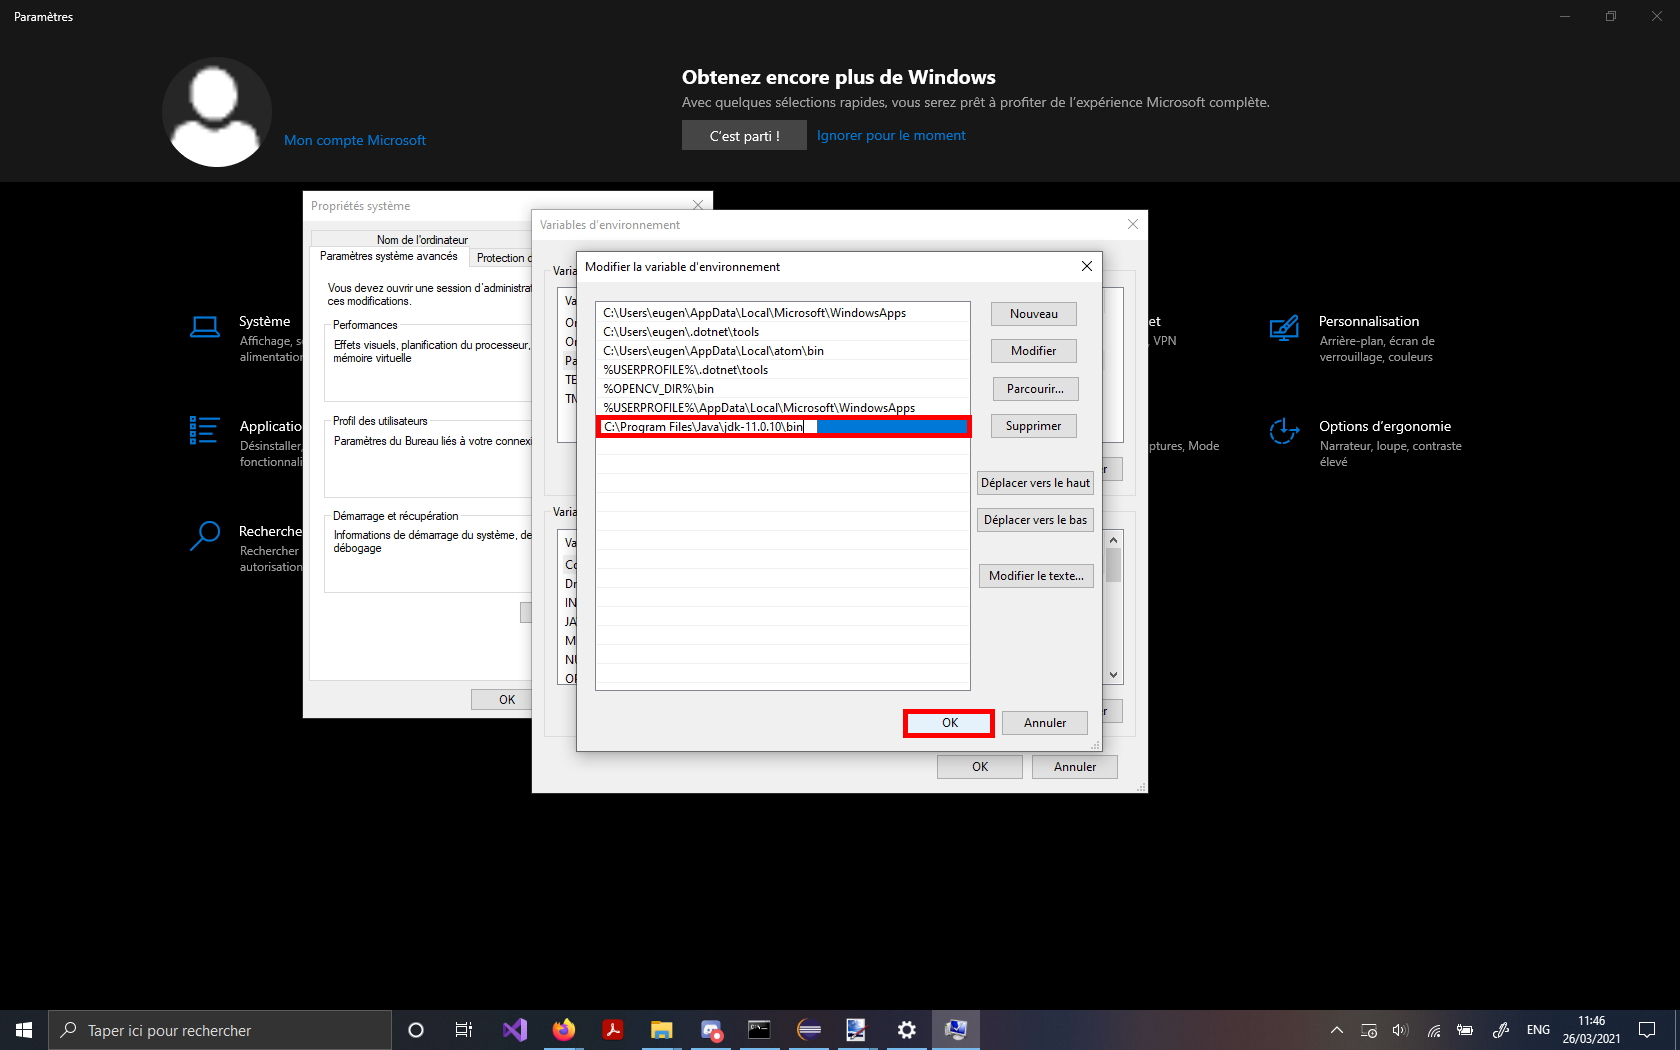 Paramètres
Obtenez encore plus de Windows
Avec quelques sélections rapides, vous serez prêt à profiter de l'expérience Microsoft complète.
Mon compte Microsoft
C'est parti !
Ignorer pour le moment
Propriétés système
Nom de l'ordinateur
Paramètres système avancés
Protection d
Vous devez ouvrir une session d'administrat
ces modifications.
Performances
Effets visuels, planification du processeur,
mémoire virtuelle
Profil des utilisateurs
Paramètres du Bureau liés à votre connexi
Démarrage et récupération
Informations de démarrage du système, de
débogage
OK
Variables d'environnement
Varia
Va
On
On
Pa
TE
TM
Varia
Va
Co
Dr
IN
JA
M
NU
OK
Annuler
Modifier la variable d'environnement
C:\Users\eugen\AppData\Local\Microsoft\WindowsApps
C:\Users\eugen\.dotnet\tools
C:\Users\eugen\AppData\Local\atom\bin
%USERPROFILE%\.dotnet\tools
%OPENCV_DIR%\bin
%USERPROFILE%\AppData\Local\Microsoft\WindowsApps
C:\Program Files\Java\jdk-11.0.10\bin
Nouveau
Modifier
Parcourir...
Supprimer
Déplacer vers le haut
Déplacer vers le bas
Modifier le texte...
OK
Annuler
Système
Affichage, s
alimentation
Application
Désinstaller,
fonctionnali
Recherche
Rechercher
autorisation
et
, VPN
ptures, Mode
Personnalisation
Arrière-plan, écran de
verrouillage, couleurs
Options d'ergonomie
Narrateur, loupe, contraste
élevé
Taper ici pour rechercher
ENG
11:46
26/03/2021